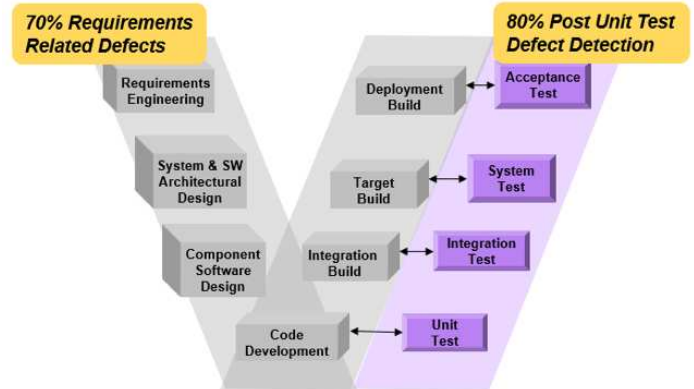 70% Requirements
Related Defects
80% Post Unit Test
Defect Detection
Requirements
Engineering
Deployment
Build
Acceptance
Test
System & SW
Architectural
Design
Target
Build
System
Test
Component
Software
Design
Integration
Build
Integration
Test
Code
Development
Unit
Test